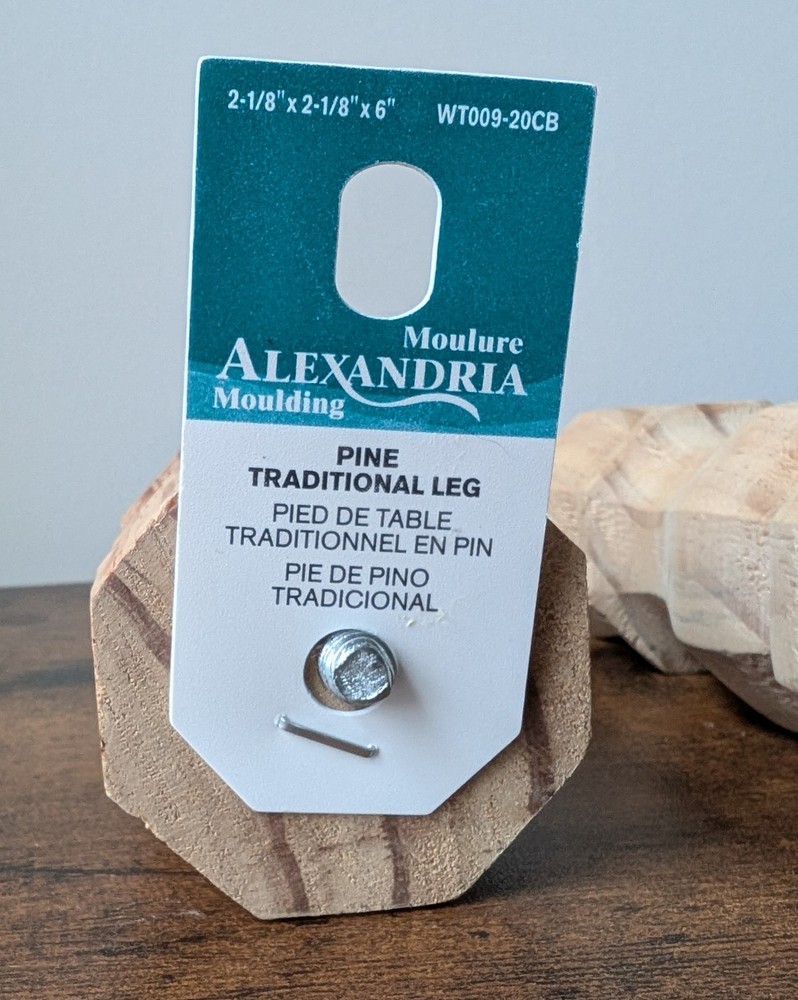 2-1/8" x 2-1/8" x 6" WT009-20CB
Moulure
ALEXANDRIA
Moulding
PINE
TRADITIONAL LEG
PIED DE TABLE
TRADITIONNEL EN PIN
PIE DE PINO
TRADICIONAL